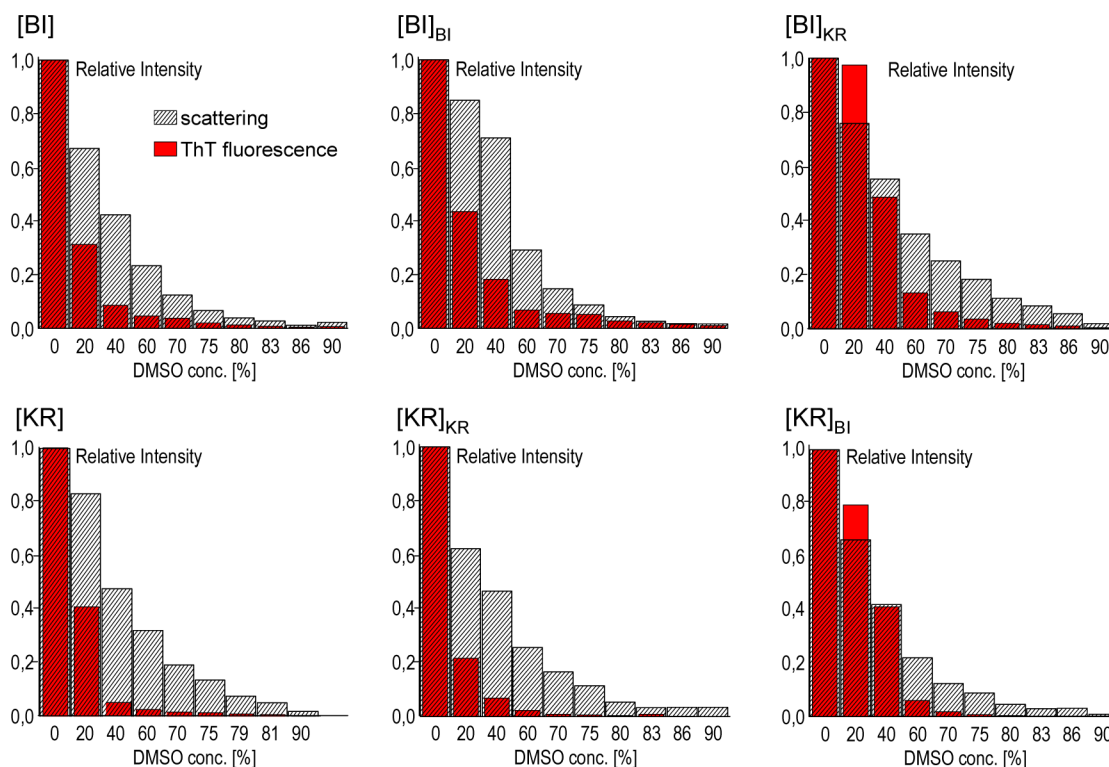 [BI]
1,0
Relative Intensity
0,8
scattering
ThT fluorescence
0,6
0,4
0,2
0,0
0 20 40 60 70 75 80 83 86 90
DMSO conc. [%]
[BI]BI
1,0
Relative Intensity
0,8
0,6
0,4
0,2
0,0
0 20 40 60 70 75 80 83 86 90
DMSO conc. [%]
[BI]KR
1,0
Relative Intensity
0,8
0,6
0,4
0,2
0,0
0 20 40 60 70 75 80 83 86 90
DMSO conc. [%]
[KR]
1,0
Relative Intensity
0,8
0,6
0,4
0,2
0,0
0 20 40 60 70 75 79 81 90
DMSO conc. [%]
[KR]KR
1,0
Relative Intensity
0,8
0,6
0,4
0,2
0,0
0 20 40 60 70 75 80 83 86 90
DMSO conc. [%]
[KR]BI
1,0
Relative Intensity
0,8
0,6
0,4
0,2
0,0
0 20 40 60 70 75 80 83 86 90
DMSO conc. [%]